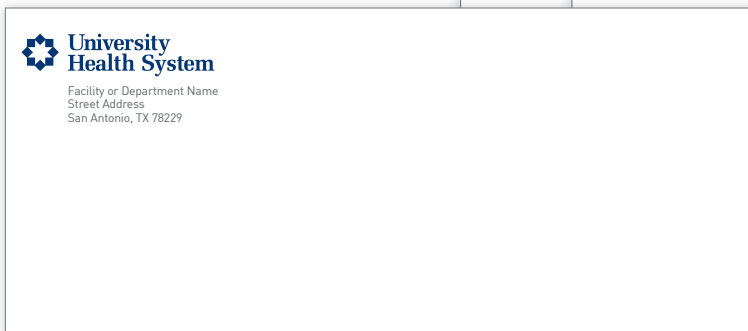 University
Health System
Facility or Department Name
Street Address
San Antonio, TX 78229